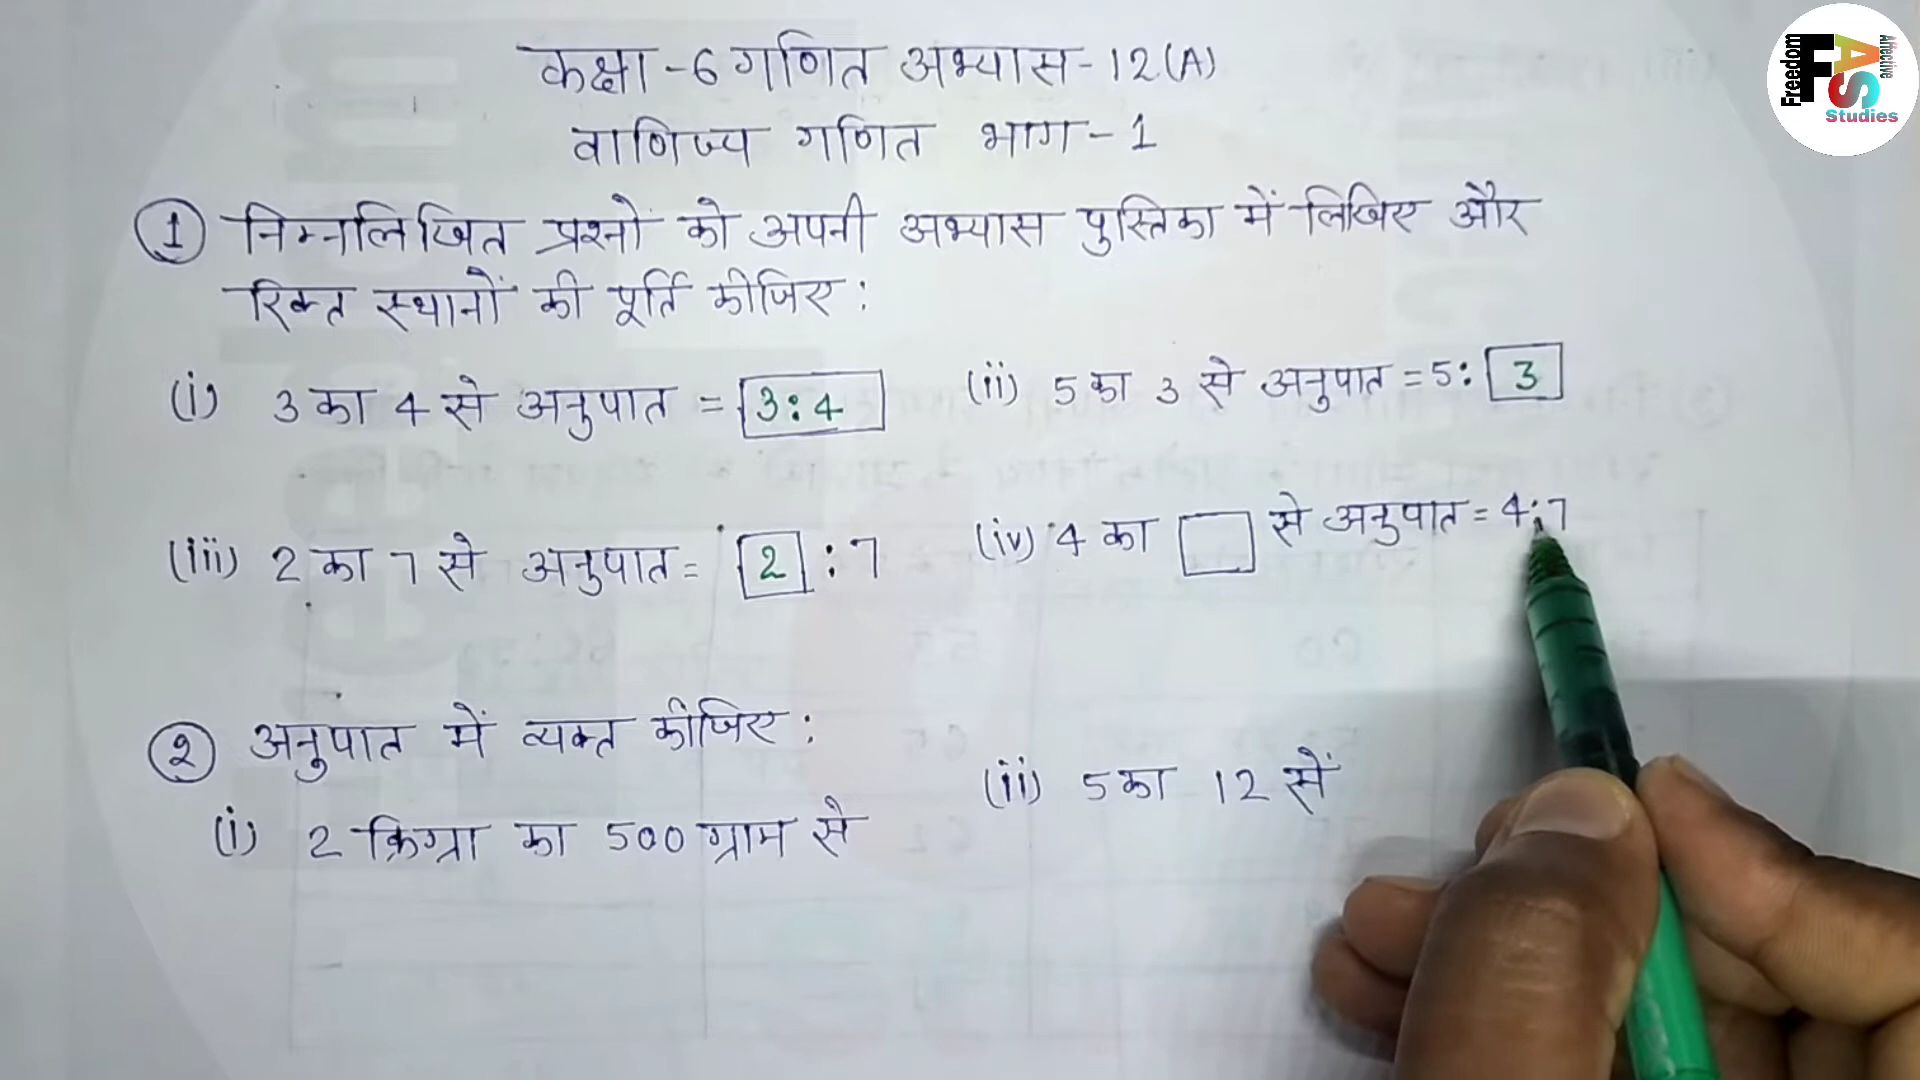 कक्षा-6 गणित अभ्यास-12(A)
वाणिज्य गणित भाग-1
① निम्नलिखित प्रश्नों को अपनी अभ्यास पुस्तिका में लिखिए और
रिक्त स्थानों की पूर्ति कीजिए:
(i) 3 का 4 से अनुपात = 3:4 (ii) 5 का 3 से अनुपात = 5: 3
(iii) 2 का 7 से अनुपात = 2 : 7 (iv) 4 का □ से अनुपात = 4:7
② अनुपात में व्यक्त कीजिए:
(i) 2 किग्रा का 500 ग्राम से (ii) 5 का 12 सें
Freedom
FAS
Affective
Studies